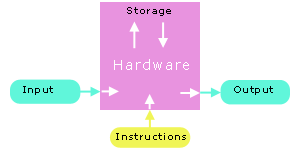 Storage
Hardware
Input
Output
Instructions